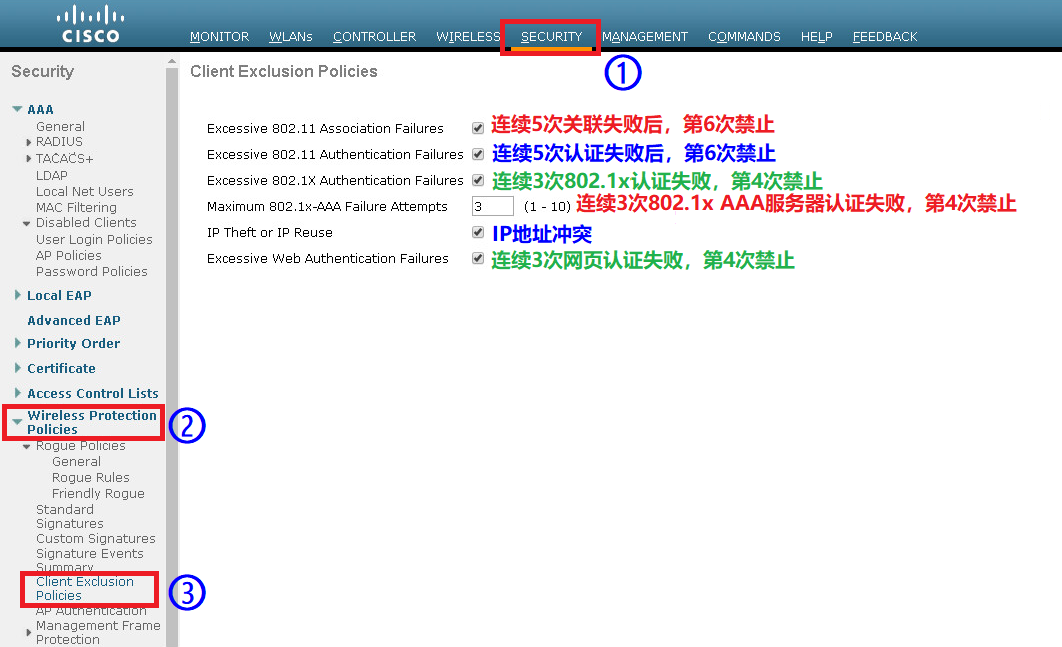 CISCO
MONITOR WLANs CONTROLLER WIRELESS SECURITY MANAGEMENT COMMANDS HELP FEEDBACK
①
Security
AAA
General
RADIUS
TACACS+
LDAP
Local Net Users
MAC Filtering
Disabled Clients
User Login Policies
AP Policies
Password Policies
Local EAP
Advanced EAP
Priority Order
Certificate
Access Control Lists
Wireless Protection
Policies
②
Rogue Policies
General
Rogue Rules
Friendly Rogue
Standard
Signatures
Custom Signatures
Signature Events
Summary
Client Exclusion
Policies
③
AP Authentication
Management Frame
Protection
Client Exclusion Policies
Excessive 802.11 Association Failures 连续5次关联失败后，第6次禁止
Excessive 802.11 Authentication Failures 连续5次认证失败后，第6次禁止
Excessive 802.1X Authentication Failures 连续3次802.1x认证失败，第4次禁止
Maximum 802.1x-AAA Failure Attempts 3 (1 - 10) 连续3次802.1x AAA服务器认证失败，第4次禁止
IP Theft or IP Reuse IP地址冲突
Excessive Web Authentication Failures 连续3次网页认证失败，第4次禁止